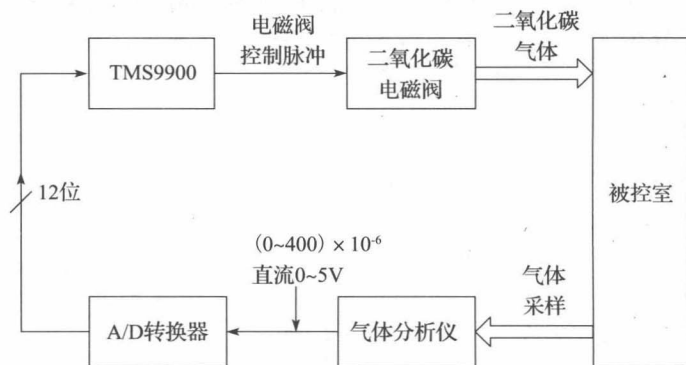 电磁阀
控制脉冲
二氧化碳
气体
TMS9900
二氧化碳
电磁阀
12位
被控室
(0~400) × 10⁻⁶
直流0~5V
气体
采样
A/D转换器
气体分析仪